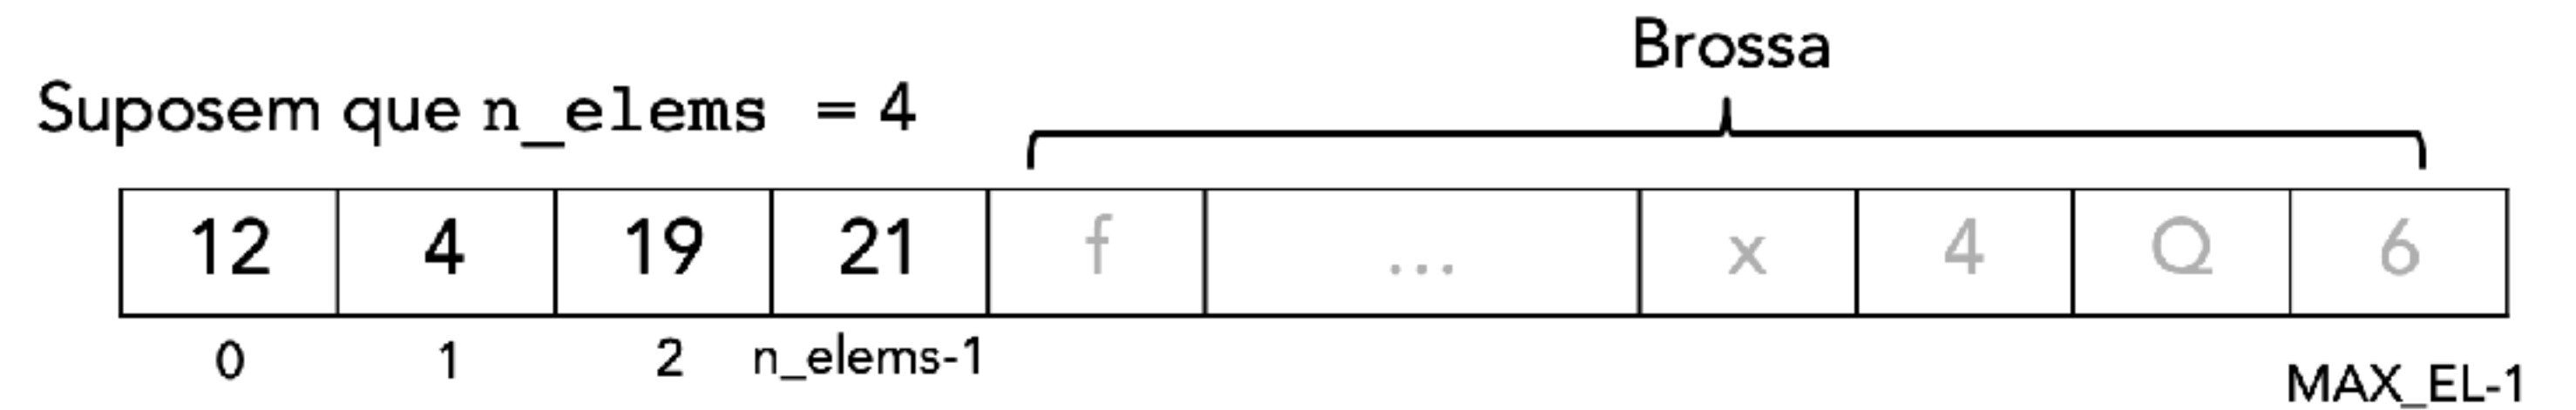 Brossa
Suposem que n_elems = 4
12 4 19 21 f ... x 4 Q 6
0 1 2 n_elems-1 MAX_EL-1